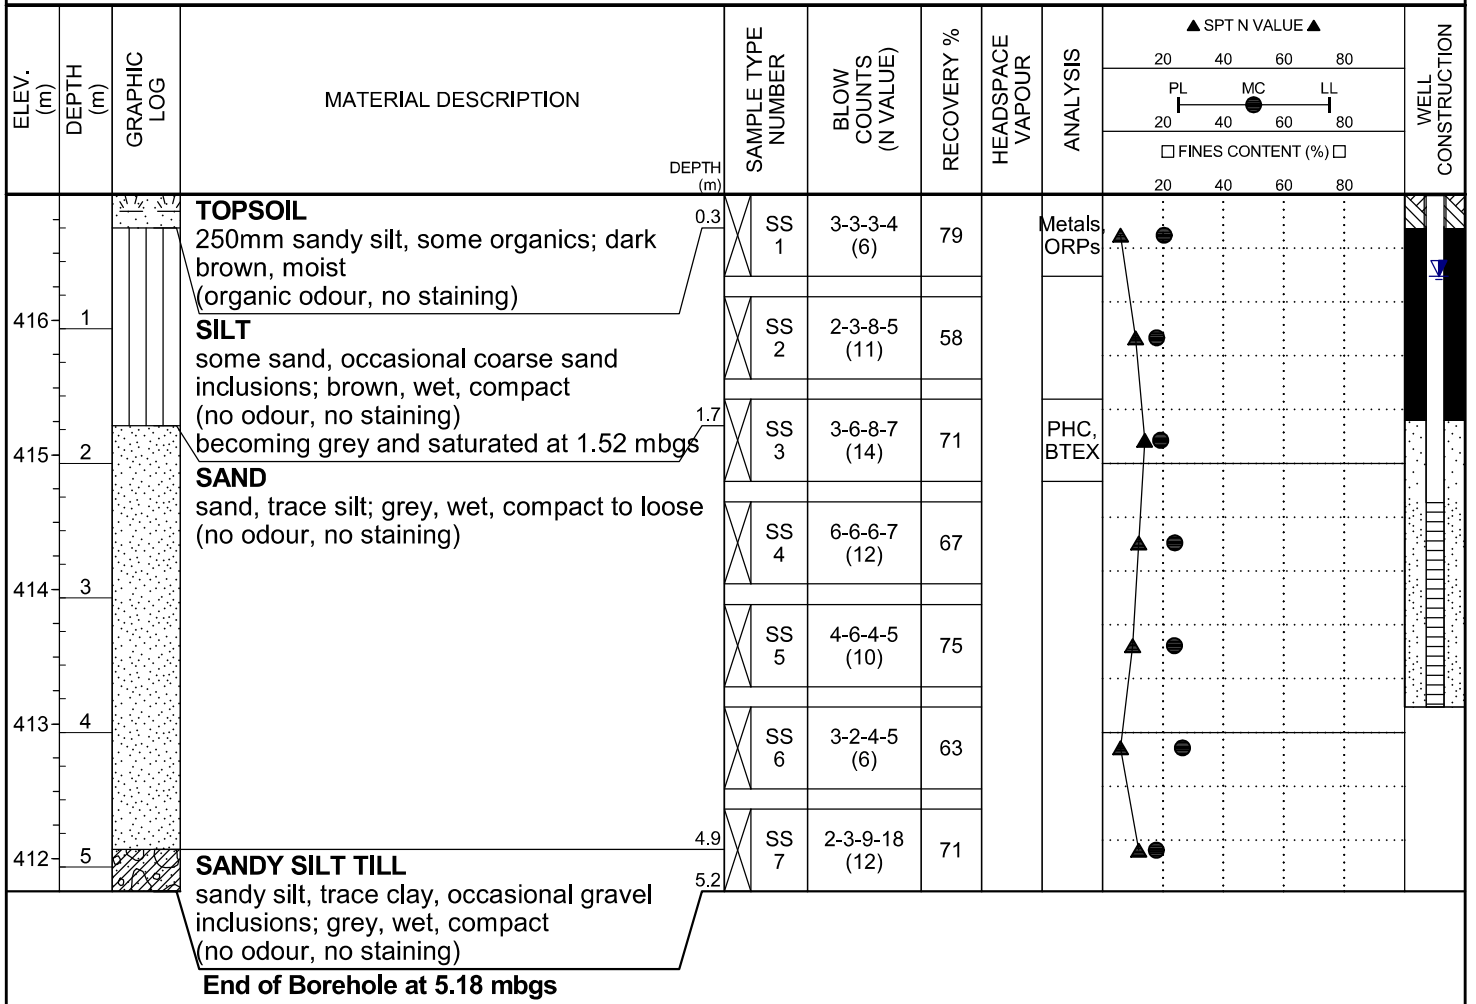 ELEV.
(m)
DEPTH
(m)
GRAPHIC
LOG
MATERIAL DESCRIPTION
DEPTH
(m)
SAMPLE TYPE
NUMBER
BLOW
COUNTS
(N VALUE)
RECOVERY %
HEADSPACE
VAPOUR
ANALYSIS
▲ SPT N VALUE ▲
20 40 60 80
PL MC LL
20 40 60 80
□ FINES CONTENT (%) □
20 40 60 80
WELL
CONSTRUCTION
TOPSOIL
0.3
250mm sandy silt, some organics; dark
brown, moist
(organic odour, no staining)
SS
1
3-3-3-4
(6)
79
Metals,
ORPs
416
1
SILT
some sand, occasional coarse sand
inclusions; brown, wet, compact
(no odour, no staining)
1.7
becoming grey and saturated at 1.52 mbgs
SS
2
2-3-8-5
(11)
58
415
2
SAND
sand, trace silt; grey, wet, compact to loose
(no odour, no staining)
SS
3
3-6-8-7
(14)
71
PHC,
BTEX
SS
4
6-6-6-7
(12)
67
414
3
SS
5
4-6-4-5
(10)
75
413
4
SS
6
3-2-4-5
(6)
63
4.9
412
5
SANDY SILT TILL
5.2
sandy silt, trace clay, occasional gravel
inclusions; grey, wet, compact
(no odour, no staining)
SS
7
2-3-9-18
(12)
71
End of Borehole at 5.18 mbgs